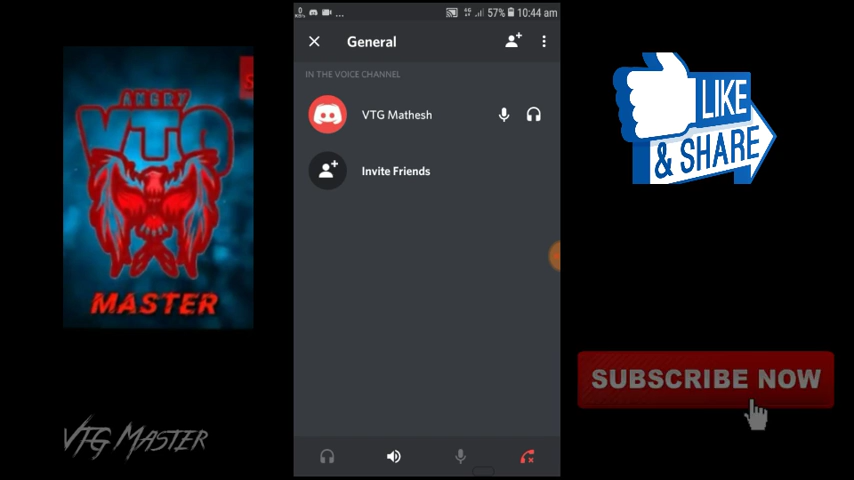 ANGRY
VTG
MASTER
VTG MASTER
57% 10:44 am
General
IN THE VOICE CHANNEL
VTG Mathesh
Invite Friends
LIKE
& SHARE
SUBSCRIBE NOW